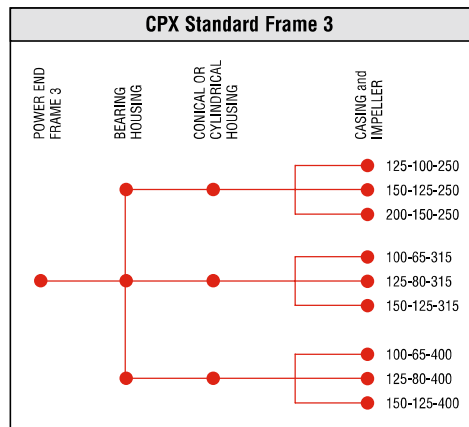 CPX Standard Frame 3
POWER END
FRAME 3
BEARING
HOUSING
CONICAL OR
CYLINDRICAL
HOUSING
CASING and
IMPELLER
125-100-250
150-125-250
200-150-250
100-65-315
125-80-315
150-125-315
100-65-400
125-80-400
150-125-400